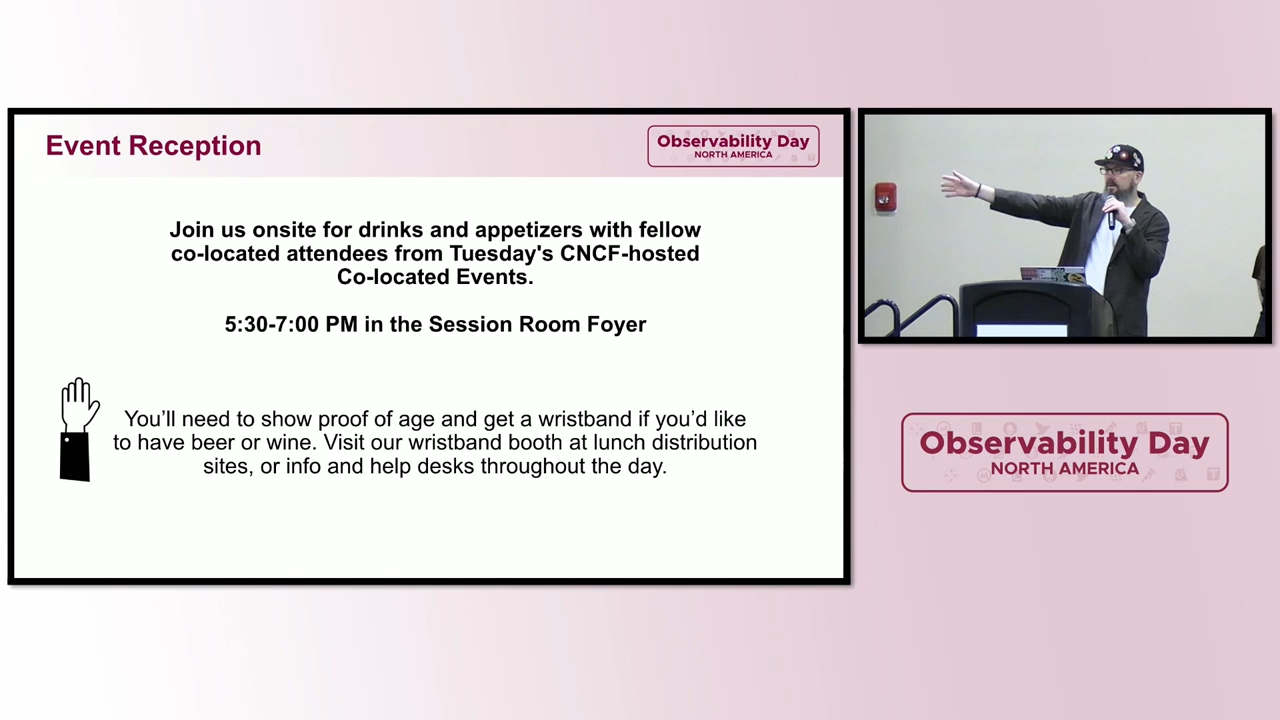 Event Reception
Observability Day
NORTH AMERICA
Join us onsite for drinks and appetizers with fellow
co-located attendees from Tuesday's CNCF-hosted
Co-located Events.
5:30-7:00 PM in the Session Room Foyer
You’ll need to show proof of age and get a wristband if you’d like
to have beer or wine. Visit our wristband booth at lunch distribution
sites, or info and help desks throughout the day.
Observability Day
NORTH AMERICA